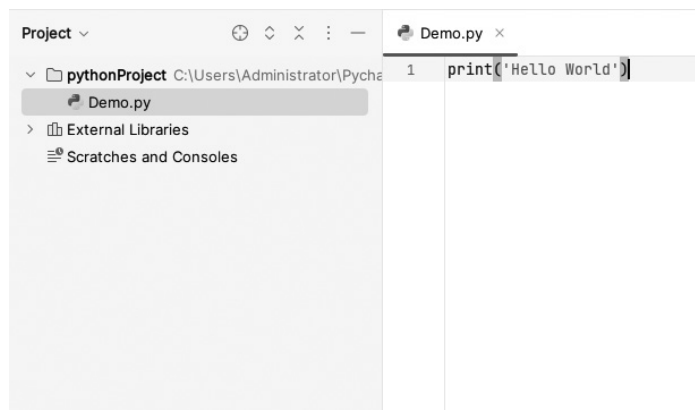 Project
pythonProject C:\Users\Administrator\Pycha
Demo.py
External Libraries
Scratches and Consoles
Demo.py
1 print('Hello World')